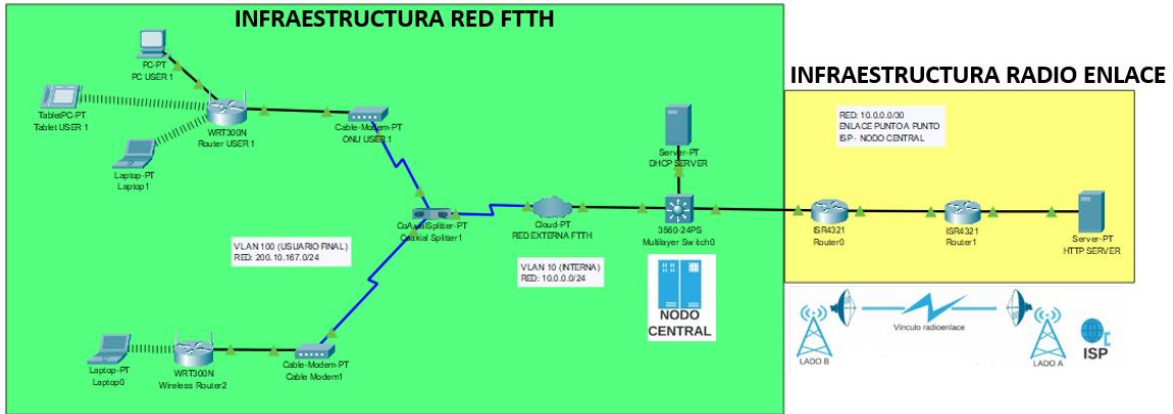 INFRAESTRUCTURA RED FTTH
PC-PT
PC USER 1
TabletPC-PT
Tablet USER 1
WRT300N
Router USER 1
Cable-Modem-PT
ONU USER 1
Laptop-PT
Laptop1
Server-PT
DHCP SERVER
CoAxialSplitter-PT
Coaxial Splitter1
Cloud-PT
RED EXTERNA FTTH
3560-24PS
Multilayer Switch0
VLAN 100 (USUARIO FINAL)
RED: 200.10.167.0/24
VLAN 10 (INTERNA)
RED: 10.0.0.0/24
NODO
CENTRAL
Laptop-PT
Laptop0
WRT300N
Wireless Router2
Cable-Modem-PT
Cable Modem1
INFRAESTRUCTURA RADIO ENLACE
RED: 10.0.0.0/30
ENLACE PUNTO A PUNTO
ISP - NODO CENTRAL
ISR4321
Router0
ISR4321
Router1
Server-PT
HTTP SERVER
Vínculo radioenlace
LADO B
LADO A
ISP